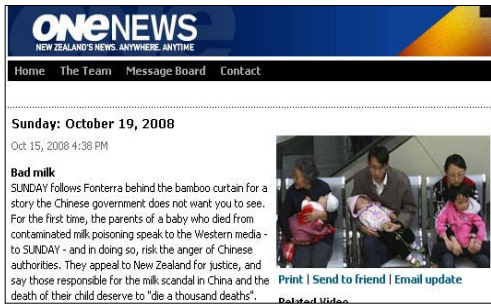 ONE NEWS
NEW ZEALAND'S NEWS. ANYWHERE. ANYTIME
Home The Team Message Board Contact
Sunday: October 19, 2008
Oct 15, 2008 4:38 PM
Bad milk
SUNDAY follows Fonterra behind the bamboo curtain for a
story the Chinese government does not want you to see.
For the first time, the parents of a baby who died from
contaminated milk poisoning speak to the Western media -
to SUNDAY - and in doing so, risk the anger of Chinese
authorities. They appeal to New Zealand for justice, and
say those responsible for the milk scandal in China and the
death of their child deserve to "die a thousand deaths".
Print | Send to friend | Email update
Related Video